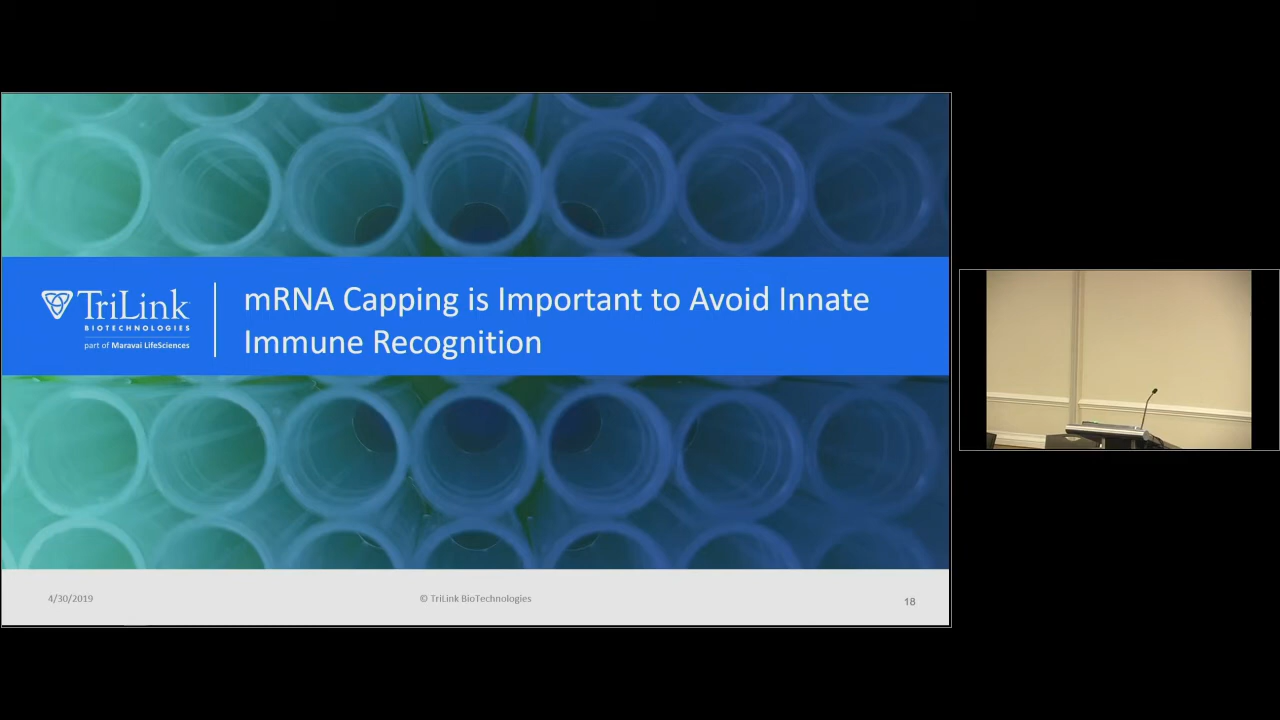 TriLink
BIOTECHNOLOGIES
part of Maravai LifeSciences
mRNA Capping is Important to Avoid Innate
Immune Recognition
4/30/2019
© TriLink BioTechnologies
18